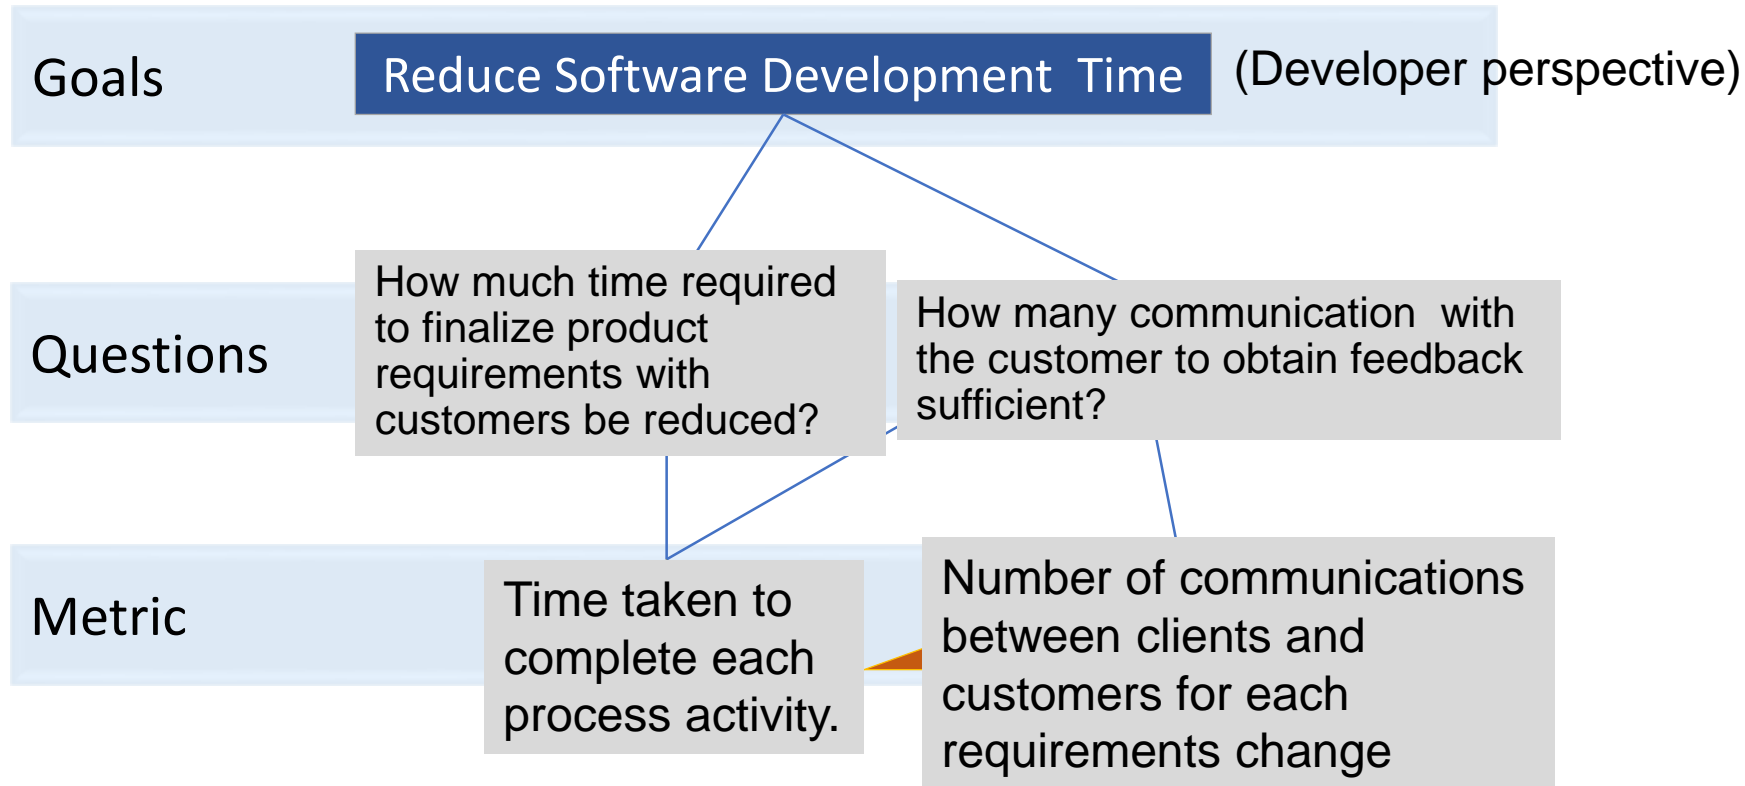 Goals
Reduce Software Development  Time
(Developer perspective)
Questions
How much time required
to finalize product
requirements with
customers be reduced?
How many communication  with
the customer to obtain feedback
sufficient?
Metric
Time taken to
complete each
process activity.
Number of communications
between clients and
customers for each
requirements change